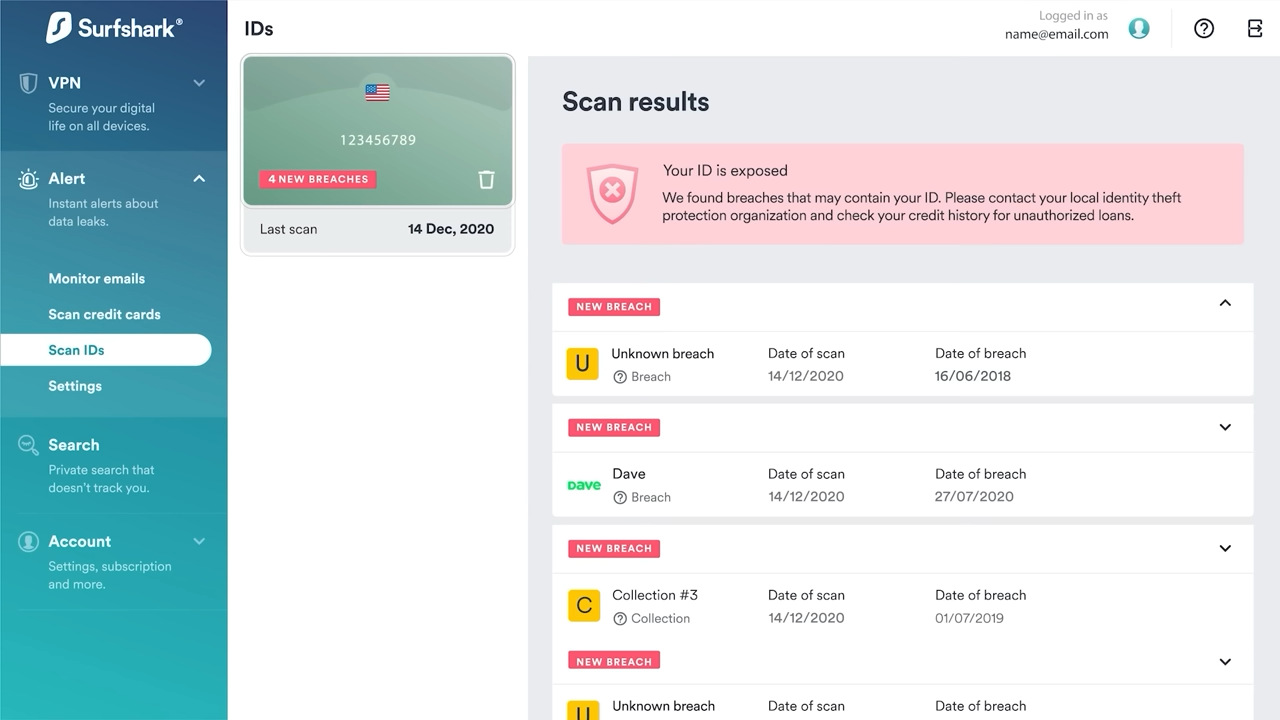 Surfshark®
VPN
Secure your digital
life on all devices.
Alert
Instant alerts about
data leaks.
Monitor emails
Scan credit cards
Scan IDs
Settings
Search
Private search that
doesn't track you.
Account
Settings, subscription
and more.
IDs
Logged in as
name@email.com
123456789
4 NEW BREACHES
Last scan 14 Dec, 2020
Scan results
Your ID is exposed
We found breaches that may contain your ID. Please contact your local identity theft
protection organization and check your credit history for unauthorized loans.
NEW BREACH
U
Unknown breach Date of scan Date of breach
Breach 14/12/2020 16/06/2018
NEW BREACH
DAVE
Dave Date of scan Date of breach
Breach 14/12/2020 27/07/2020
NEW BREACH
C
Collection #3 Date of scan Date of breach
Collection 14/12/2020 01/07/2019
NEW BREACH
U
Unknown breach Date of scan Date of breach